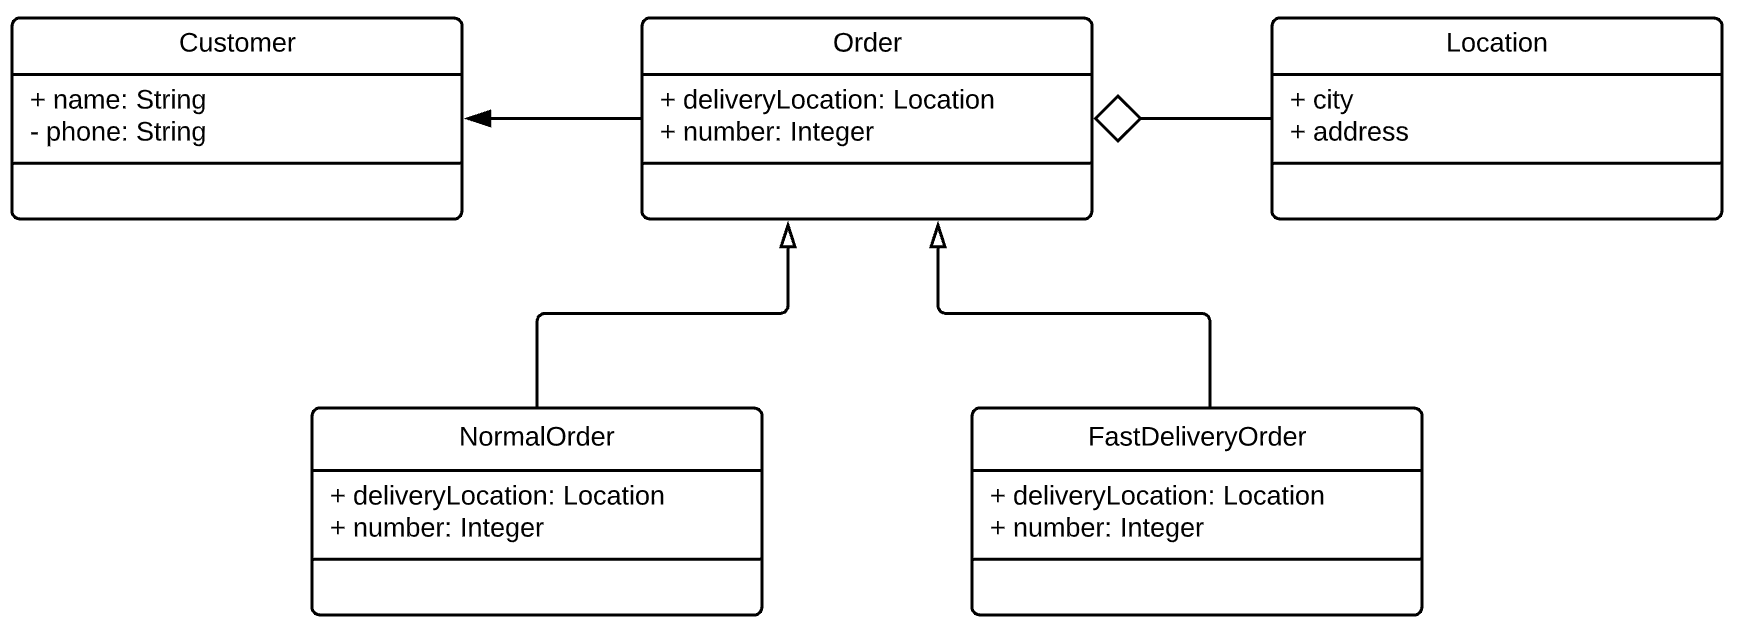 Customer
+ name: String
- phone: String
Order
+ deliveryLocation: Location
+ number: Integer
Location
+ city
+ address
NormalOrder
+ deliveryLocation: Location
+ number: Integer
FastDeliveryOrder
+ deliveryLocation: Location
+ number: Integer